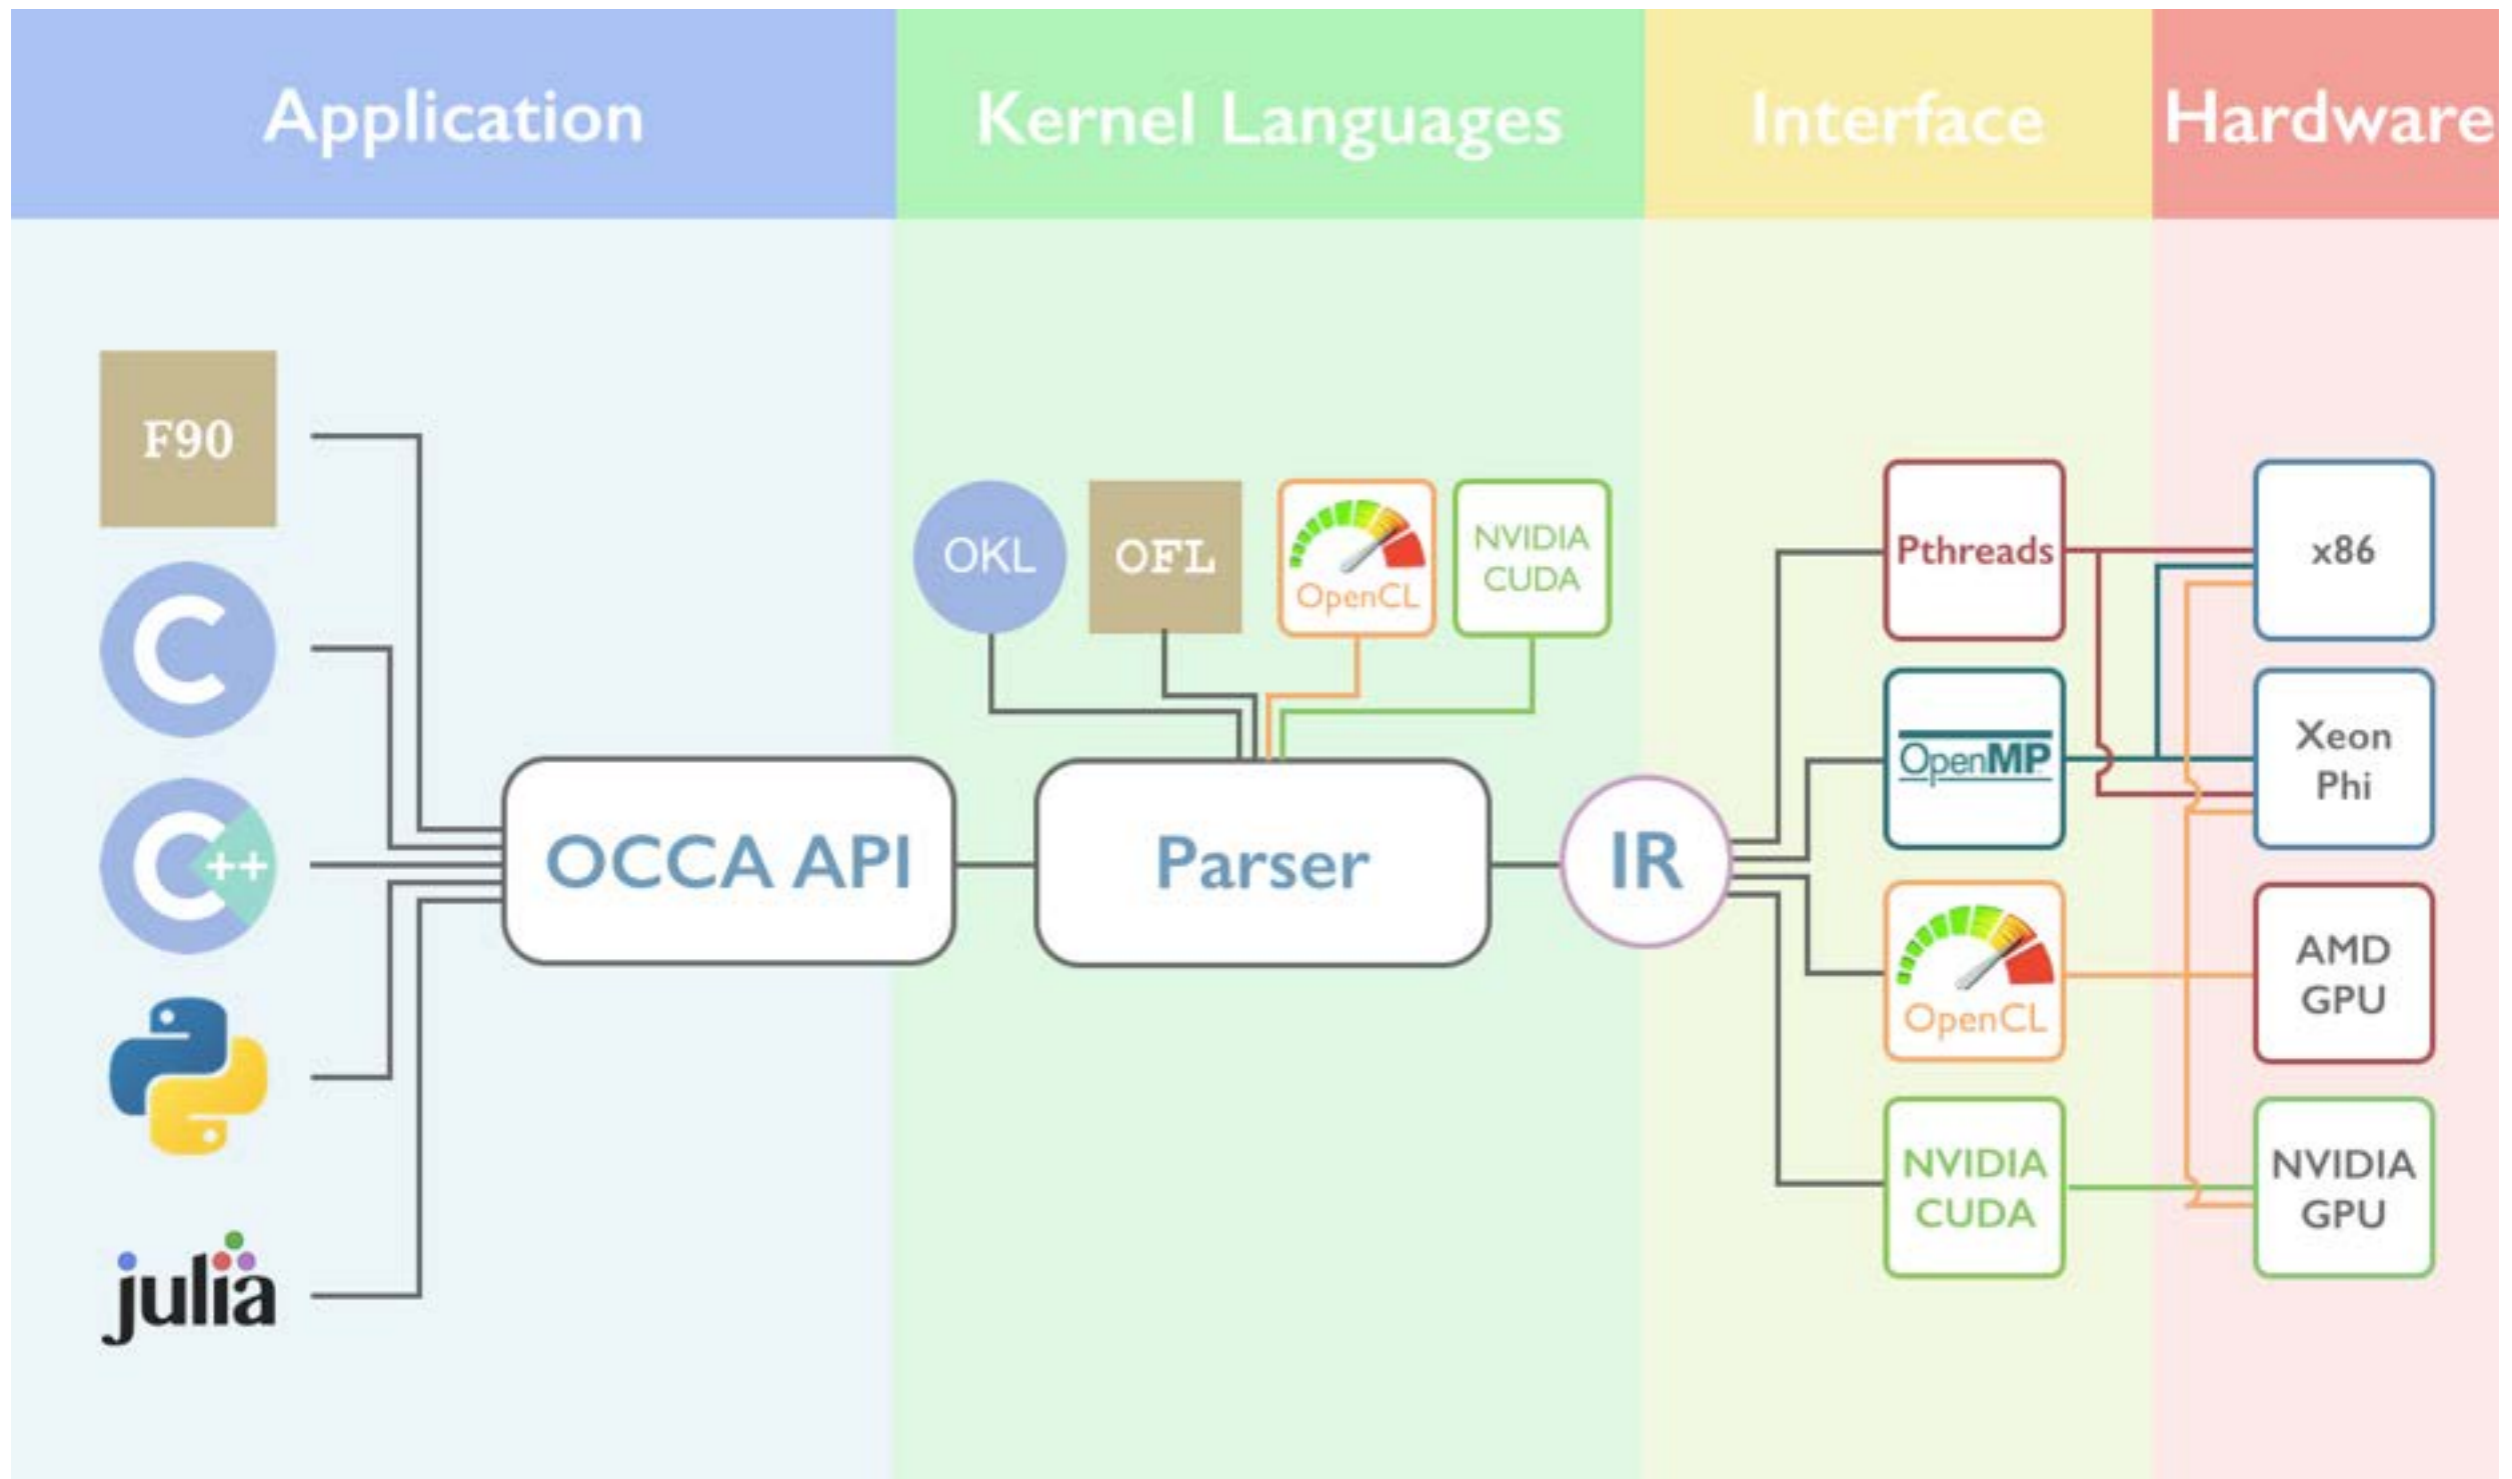 Application
Kernel Languages
Interface
Hardware
F90
C
C++
julia
OCCA API
OKL
OFL
OpenCL
NVIDIA
CUDA
Parser
IR
Pthreads
OpenMP
OpenCL
NVIDIA
CUDA
x86
Xeon
Phi
AMD
GPU
NVIDIA
GPU